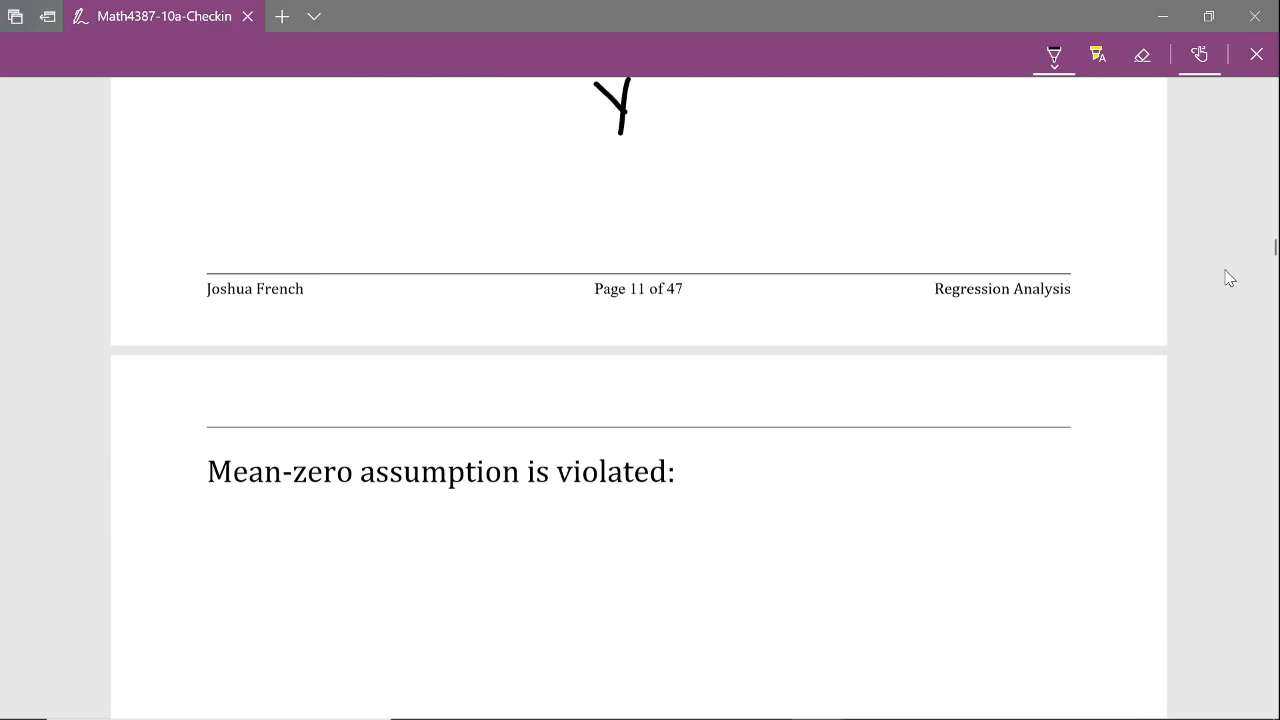 Math4387-10a-Checkin
Y
Joshua French Page 11 of 47 Regression Analysis
Mean-zero assumption is violated: